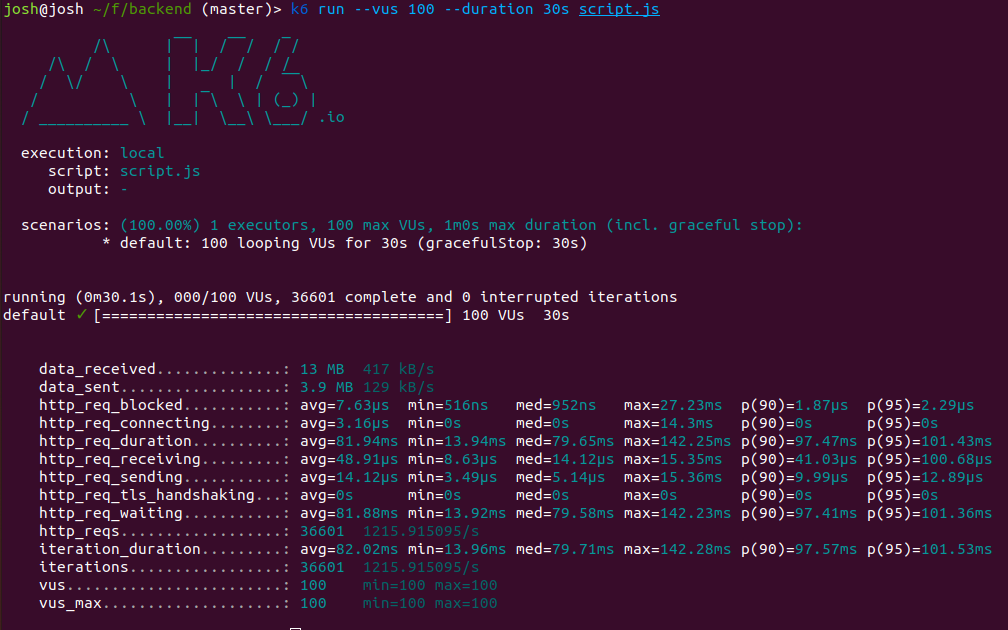 josh@josh ~/f/backend (master)> k6 run --vus 100 --duration 30s script.js
          /\      |‾‾|  /‾‾/  /‾/
     /\  /  \     |  |_/  /  / /
    /  \/    \    |      |  /  ‾‾\
   /          \   |  |‾\  \ | (_) |
  / __________ \  |__|  \__\ \___/ .io
  execution: local
     script: script.js
     output: -
  scenarios: (100.00%) 1 executors, 100 max VUs, 1m0s max duration (incl. graceful stop):
           * default: 100 looping VUs for 30s (gracefulStop: 30s)
running (0m30.1s), 000/100 VUs, 36601 complete and 0 interrupted iterations
default ✓ [======================================] 100 VUs  30s
    data_received..............: 13 MB  417 kB/s
    data_sent..................: 3.9 MB 129 kB/s
    http_req_blocked...........: avg=7.63µs  min=516ns   med=952ns   max=27.23ms  p(90)=1.87µs  p(95)=2.29µs
    http_req_connecting........: avg=3.16µs  min=0s      med=0s      max=14.3ms   p(90)=0s      p(95)=0s
    http_req_duration..........: avg=81.94ms min=13.94ms med=79.65ms max=142.25ms p(90)=97.47ms p(95)=101.43ms
    http_req_receiving.........: avg=48.91µs min=8.63µs  med=14.12µs max=15.35ms  p(90)=41.03µs p(95)=100.68µs
    http_req_sending...........: avg=14.12µs min=3.49µs  med=5.14µs  max=15.36ms  p(90)=9.99µs  p(95)=12.89µs
    http_req_tls_handshaking...: avg=0s      min=0s      med=0s      max=0s       p(90)=0s      p(95)=0s
    http_req_waiting...........: avg=81.88ms min=13.92ms med=79.58ms max=142.23ms p(90)=97.41ms p(95)=101.36ms
    http_reqs..................: 36601  1215.915095/s
    iteration_duration.........: avg=82.02ms min=13.96ms med=79.71ms max=142.28ms p(90)=97.57ms p(95)=101.53ms
    iterations.................: 36601  1215.915095/s
    vus........................: 100    min=100 max=100
    vus_max....................: 100    min=100 max=100